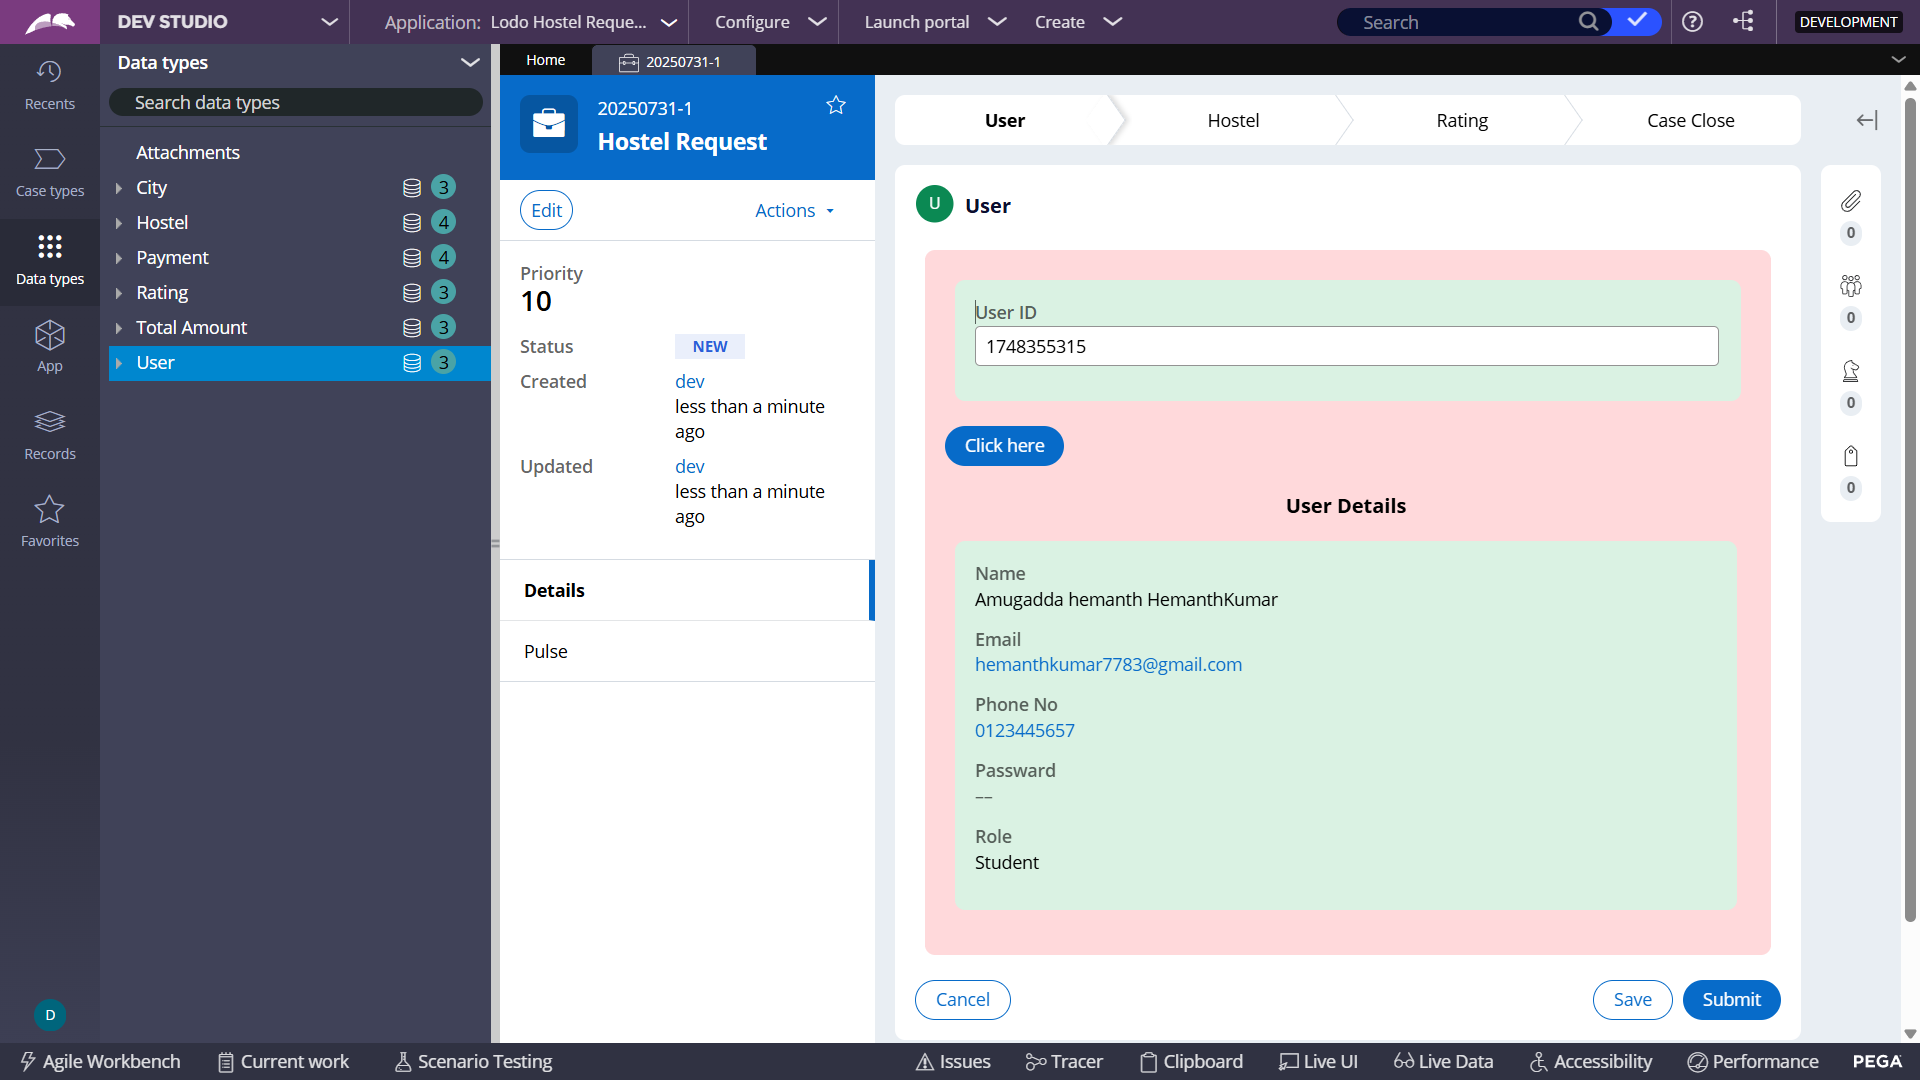 DEV STUDIO
Application: Lodo Hostel Reque...
Configure
Launch portal
Create
Search
DEVELOPMENT
Recents
Case types
Data types
App
Records
Favorites
D
Data types
Search data types
Attachments
City 3
Hostel 4
Payment 4
Rating 3
Total Amount 3
User 3
Home
20250731-1
20250731-1
Hostel Request
Edit
Actions
Priority
10
Status NEW
Created dev
less than a minute
ago
Updated dev
less than a minute
ago
Details
Pulse
User
Hostel
Rating
Case Close
U User
User ID
1748355315
Click here
User Details
Name
Amugadda hemanth HemanthKumar
Email
hemanthkumar7783@gmail.com
Phone No
0123445657
Passward
––
Role
Student
Cancel
Save
Submit
0
0
0
0
Agile Workbench
Current work
Scenario Testing
Issues
Tracer
Clipboard
Live UI
Live Data
Accessibility
Performance
PEGA